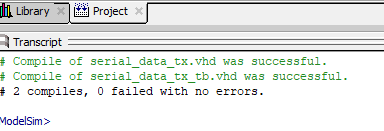 Library
Project
Transcript
# Compile of serial_data_tx.vhd was successful.
# Compile of serial_data_tx_tb.vhd was successful.
# 2 compiles, 0 failed with no errors.
ModelSim>